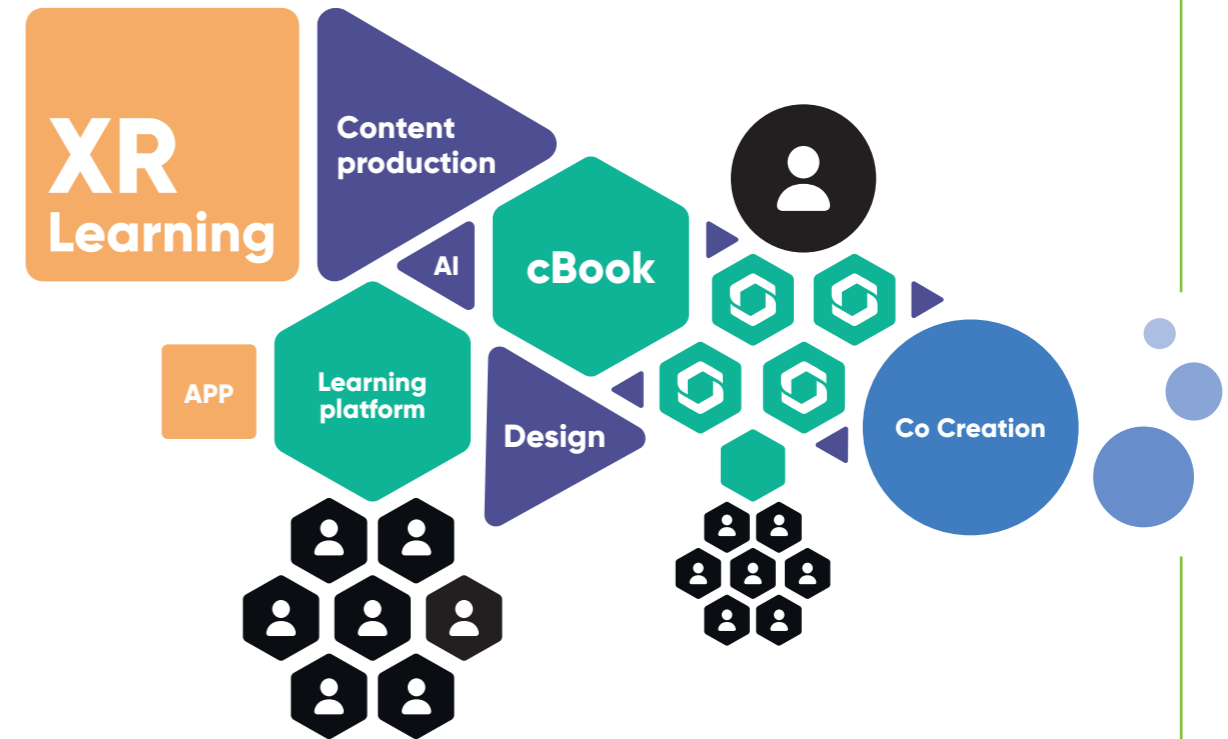 XR
Learning
Content
production
AI
cBook
APP
Learning
platform
Design
Co Creation